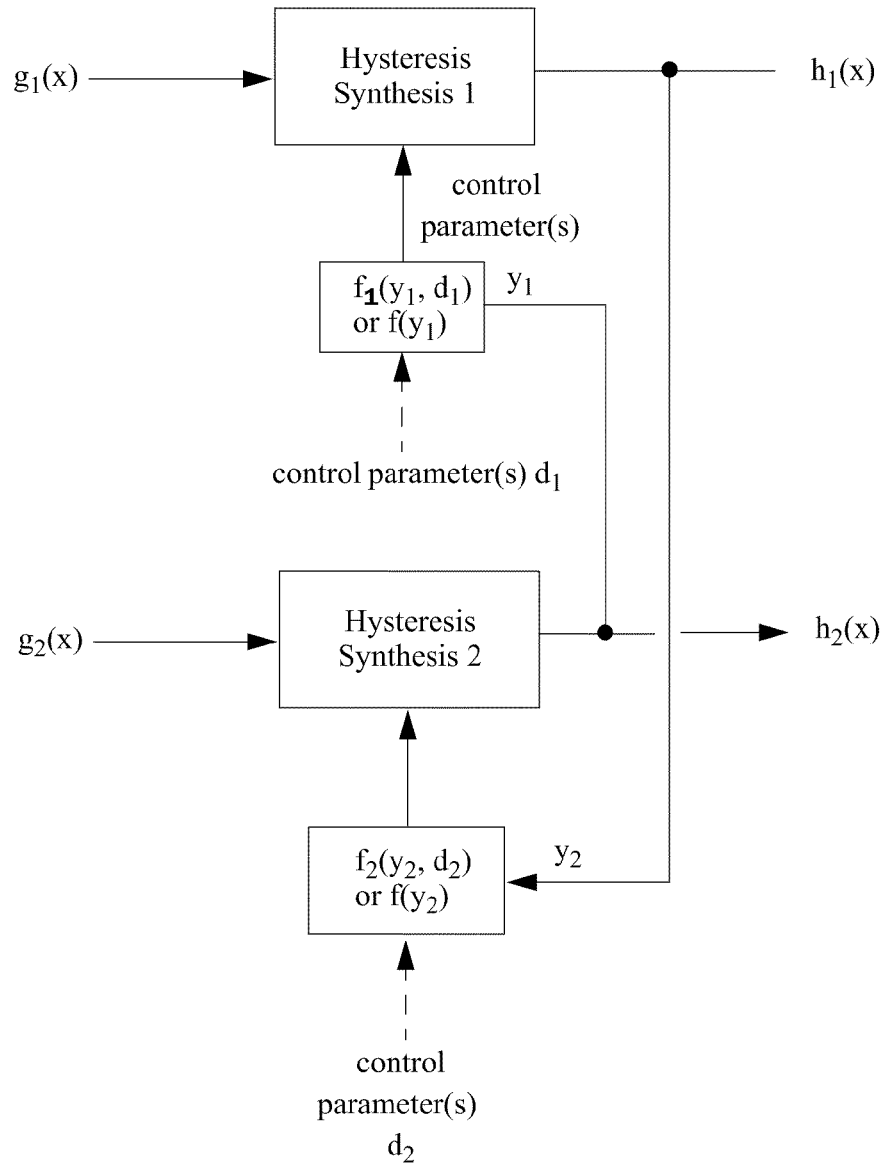 g₁(x)
Hysteresis
Synthesis 1
h₁(x)
control
parameter(s)
f₁(y₁, d₁)
or f(y₁)
y₁
control parameter(s) d₁
g₂(x)
Hysteresis
Synthesis 2
h₂(x)
f₂(y₂, d₂)
or f(y₂)
y₂
control
parameter(s)
d₂